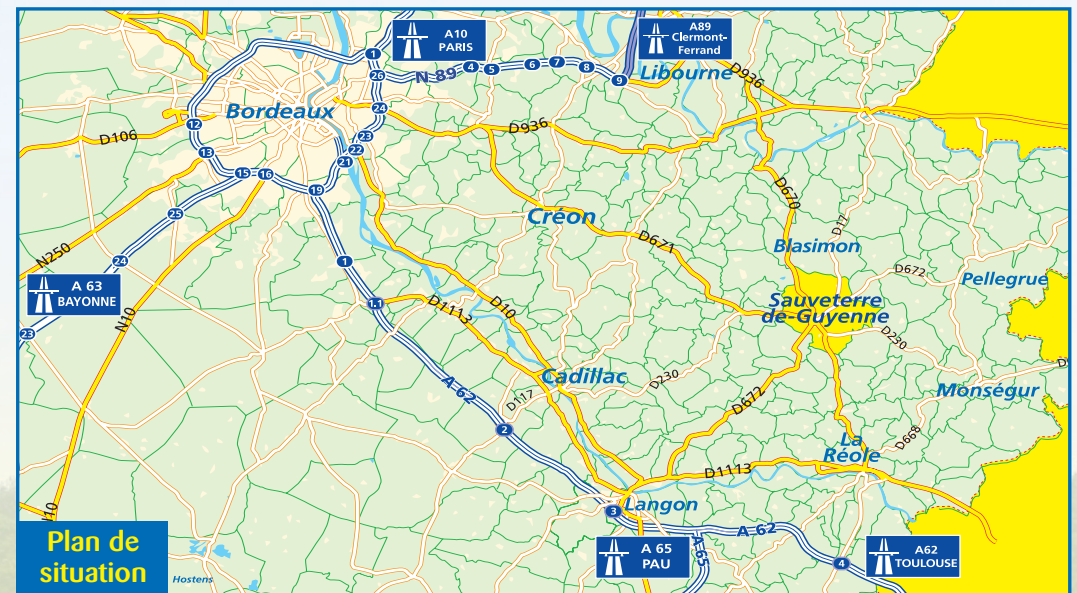 A10
PARIS
A89
Clermont-
Ferrand
1
26
N 89
4
5
6
7
8
9
Libourne
D936
Bordeaux
24
12
D106
D936
23
22
13
21
15
16
19
D670
25
Créon
D17
D671
Blasimon
N250
24
1
D672
Pellegrue
A 63
BAYONNE
Sauveterre
de-Guyenne
1.1
D1113
D10
N10
23
D230
Cadillac
D230
A 62
D117
D672
Monségur
2
D668
La
Réole
D1113
Langon
3
N10
A 62
Plan de
situation
Hostens
A 65
PAU
A 65
4
A62
TOULOUSE